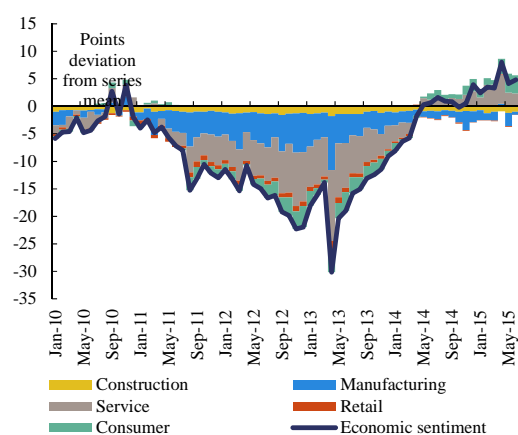 15
10
5
0
-5
-10
-15
-20
-25
-30
-35
Points
deviation
from series
mean
Jan-10
May-10
Sep-10
Jan-11
May-11
Sep-11
Jan-12
May-12
Sep-12
Jan-13
May-13
Sep-13
Jan-14
May-14
Sep-14
Jan-15
May-15
Construction
Manufacturing
Service
Retail
Consumer
Economic sentiment